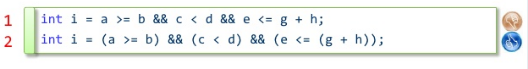 1 int i = a >= b && c < d && e <= g + h;
2 int i = (a >= b) && (c < d) && (e <= (g + h));